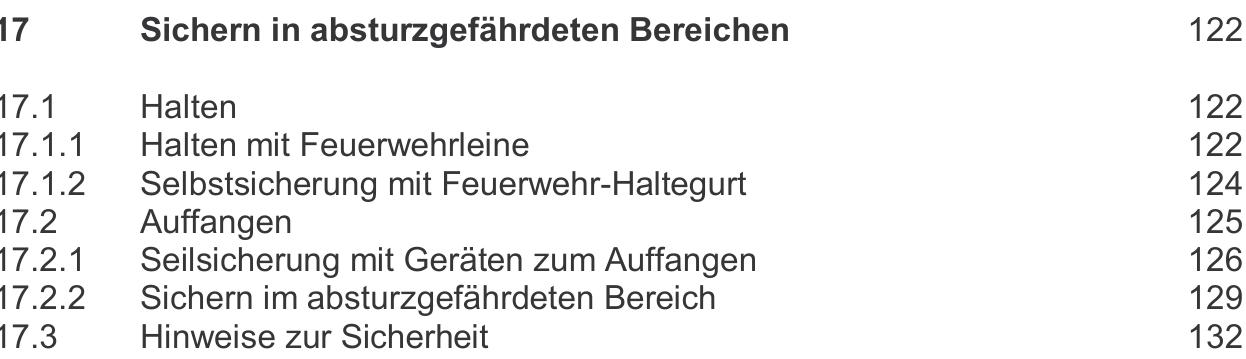 17 Sichern in absturzgefährdeten Bereichen 122
17.1 Halten 122
17.1.1 Halten mit Feuerwehrleine 122
17.1.2 Selbstsicherung mit Feuerwehr-Haltegurt 124
17.2 Auffangen 125
17.2.1 Seilsicherung mit Geräten zum Auffangen 126
17.2.2 Sichern im absturzgefährdeten Bereich 129
17.3 Hinweise zur Sicherheit 132